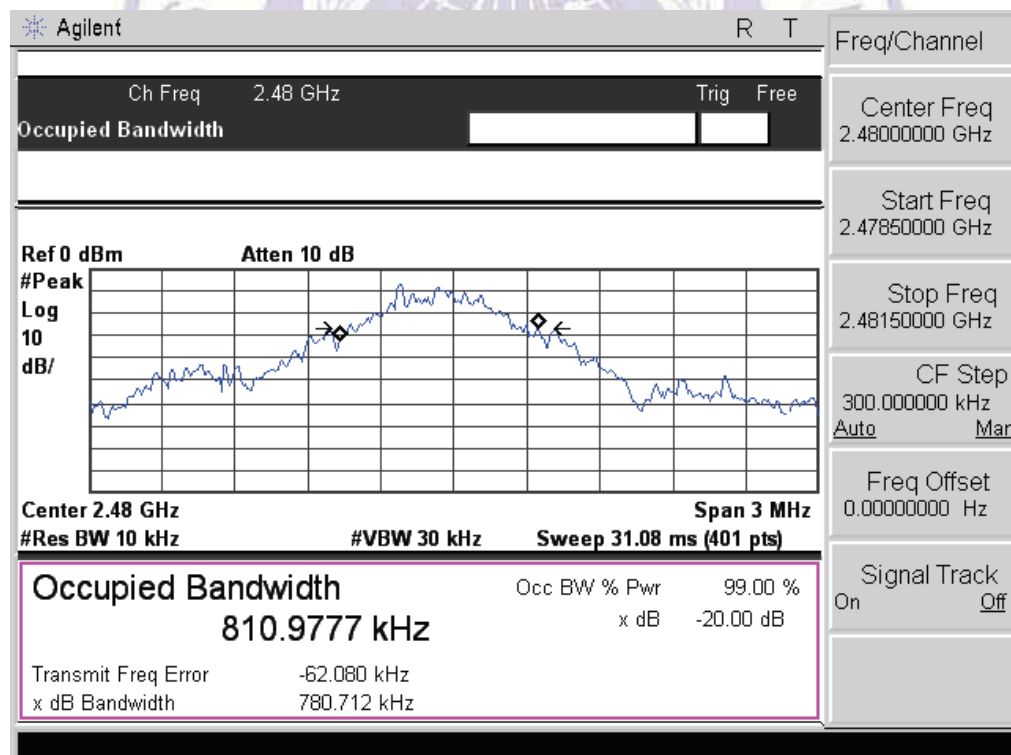 Agilent R T
Ch Freq 2.48 GHz Trig Free
Occupied Bandwidth
Ref 0 dBm Atten 10 dB
#Peak
Log
10
dB/
Center 2.48 GHz Span 3 MHz
#Res BW 10 kHz #VBW 30 kHz Sweep 31.08 ms (401 pts)
Occupied Bandwidth
810.9777 kHz
Occ BW % Pwr 99.00 %
x dB -20.00 dB
Transmit Freq Error -62.080 kHz
x dB Bandwidth 780.712 kHz
Freq/Channel
Center Freq
2.48000000 GHz
Start Freq
2.47850000 GHz
Stop Freq
2.48150000 GHz
CF Step
300.000000 kHz
Auto Man
Freq Offset
0.00000000 Hz
Signal Track
On Off